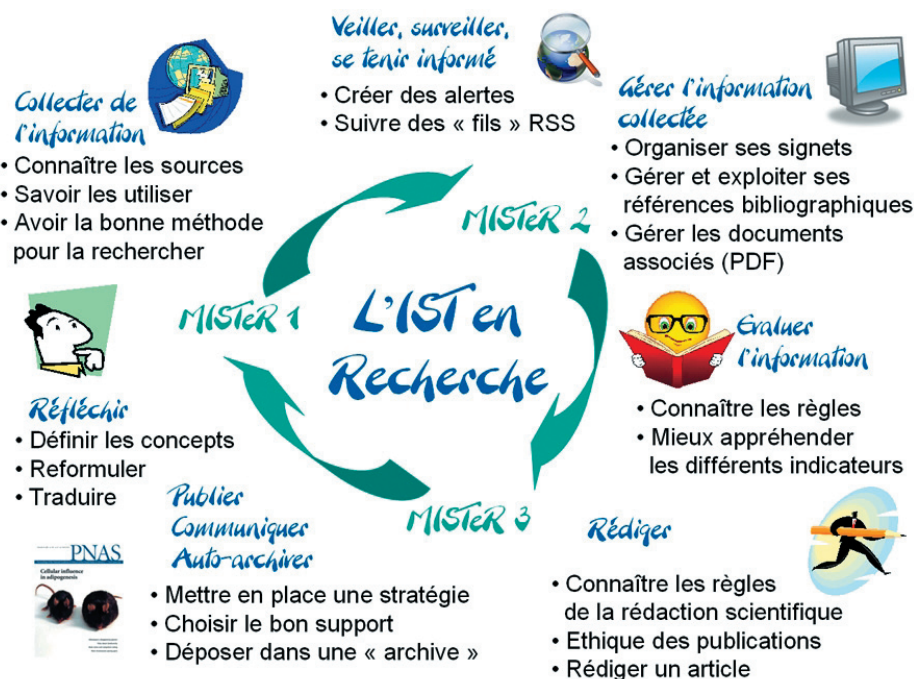 Veiller, surveiller,
se tenir informé
• Créer des alertes
• Suivre des « fils » RSS
Collecter de
l'information
• Connaître les sources
• Savoir les utiliser
• Avoir la bonne méthode
pour la rechercher
Gérer l'information
collectée
• Organiser ses signets
• Gérer et exploiter ses
références bibliographiques
• Gérer les documents
associés (PDF)
MISTeR 1
MISTeR 2
MISTeR 3
L'IST en
Recherche
Evaluer
l'information
• Connaître les règles
• Mieux appréhender
les différents indicateurs
Réfléchir
• Définir les concepts
• Reformuler
• Traduire
Publier
Communiquer
Auto-archiver
• Mettre en place une stratégie
• Choisir le bon support
• Déposer dans une « archive »
PNAS
Cellular influence
in adipogenesis
Rédiger
• Connaître les règles
de la rédaction scientifique
• Ethique des publications
• Rédiger un article